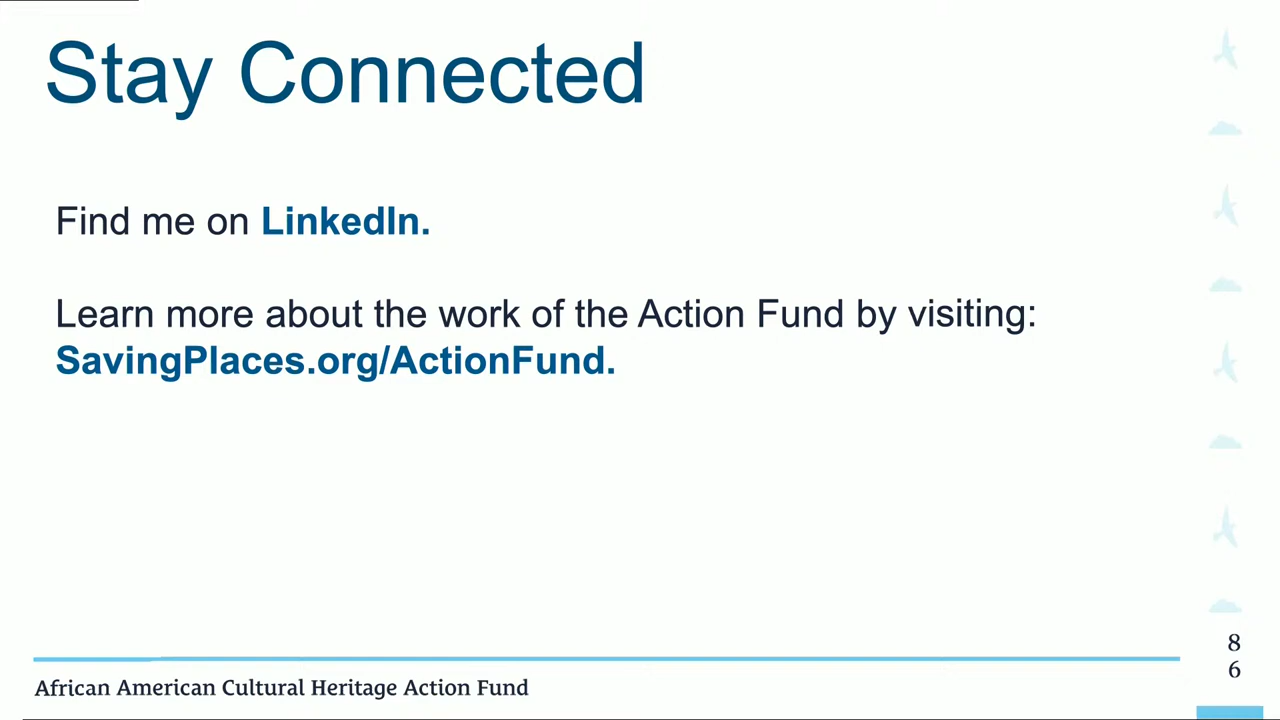 Stay Connected
Find me on LinkedIn.
Learn more about the work of the Action Fund by visiting:
SavingPlaces.org/ActionFund.
African American Cultural Heritage Action Fund
8
6